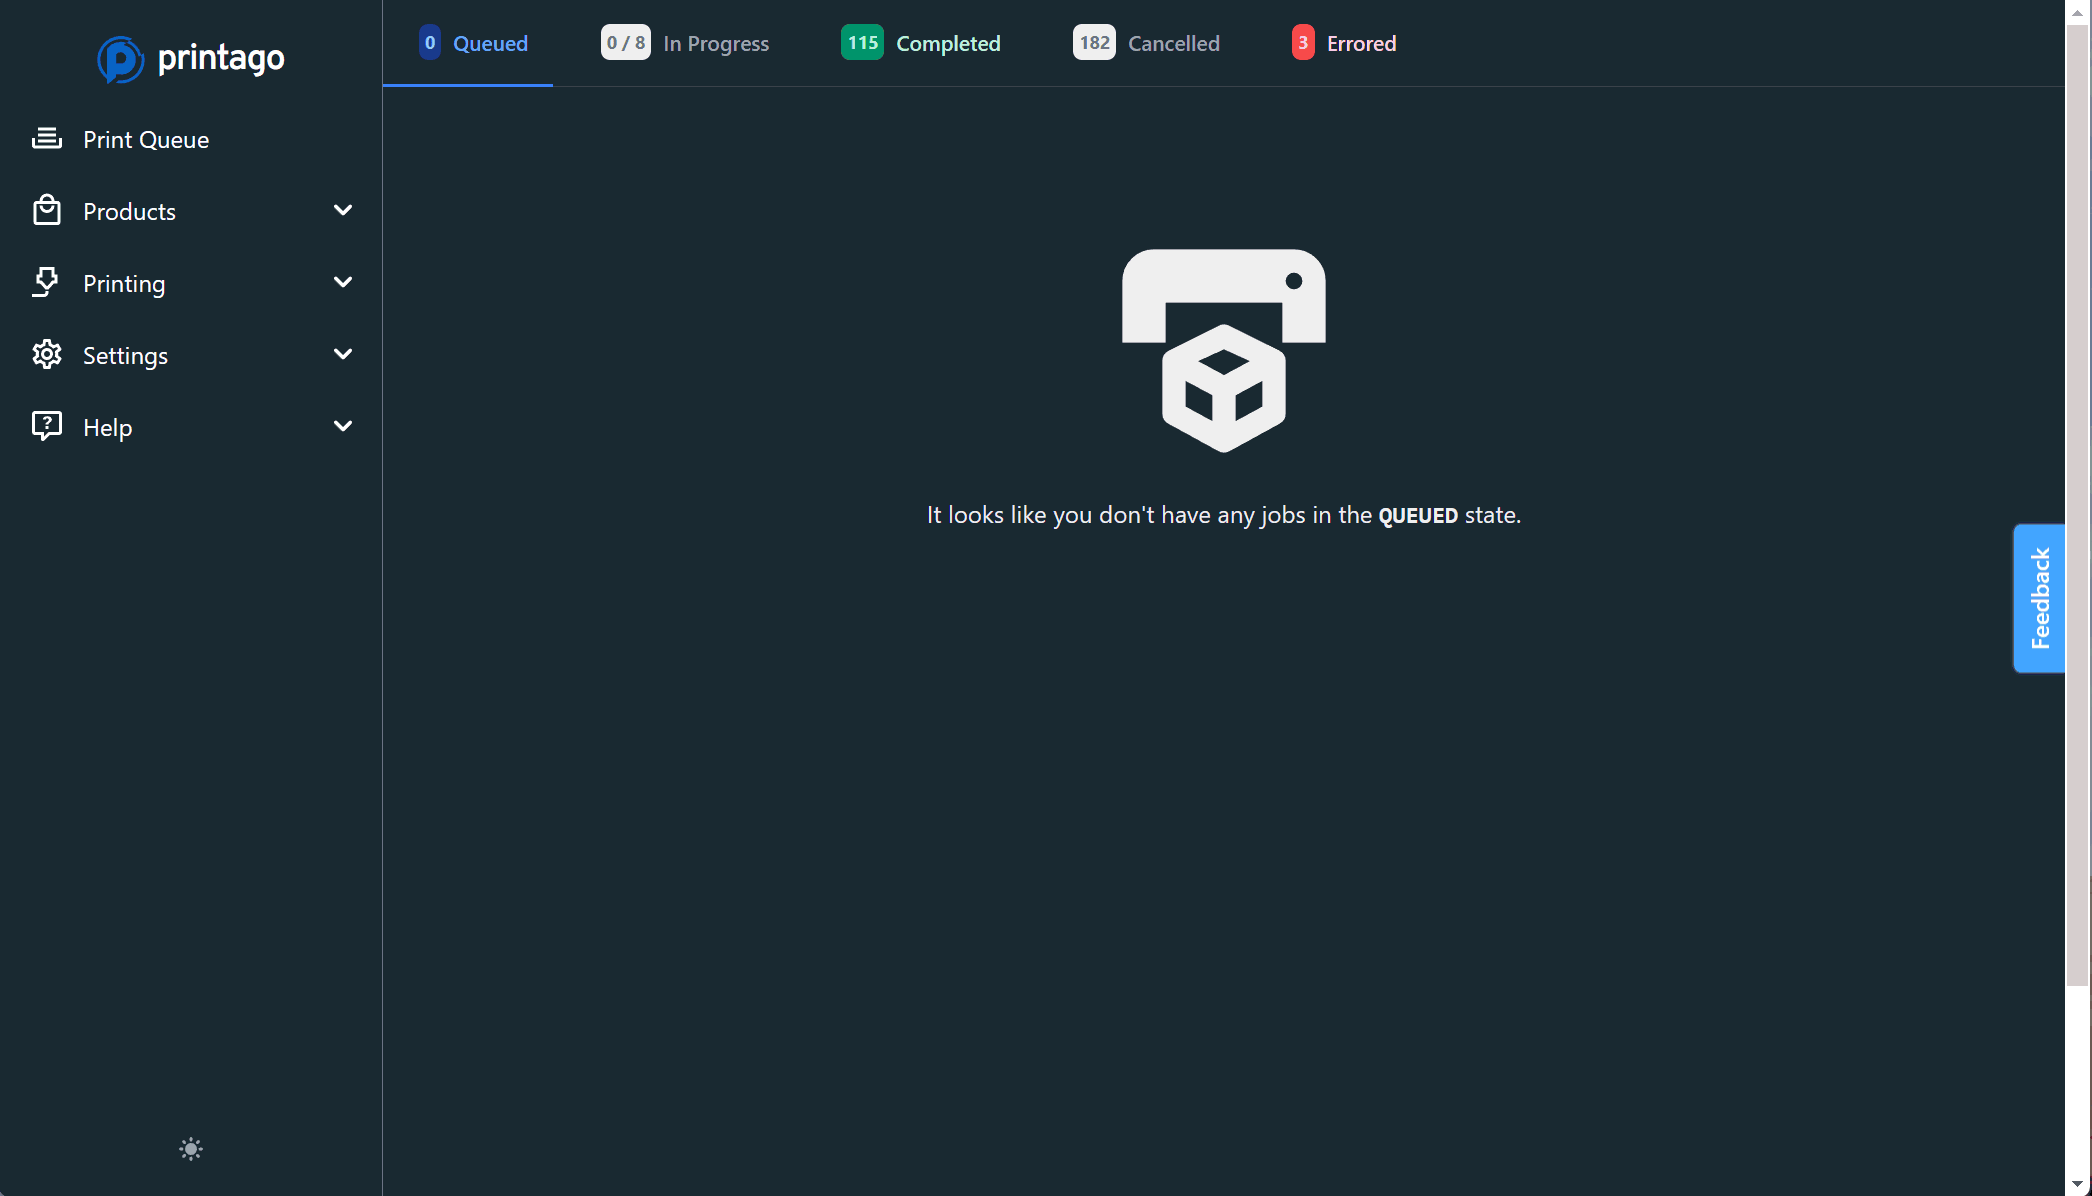 printago
Print Queue
Products
Printing
Settings
Help
0 Queued
0 / 8 In Progress
115 Completed
182 Cancelled
3 Errored
It looks like you don't have any jobs in the QUEUED state.
Feedback